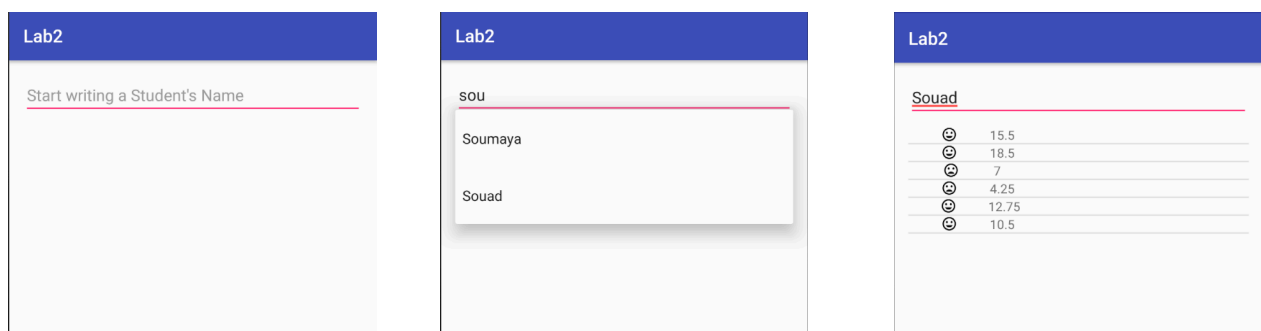 Lab2
Start writing a Student's Name
Lab2
sou
Soumaya
Souad
Lab2
Souad
15.5
18.5
7
4.25
12.75
10.5